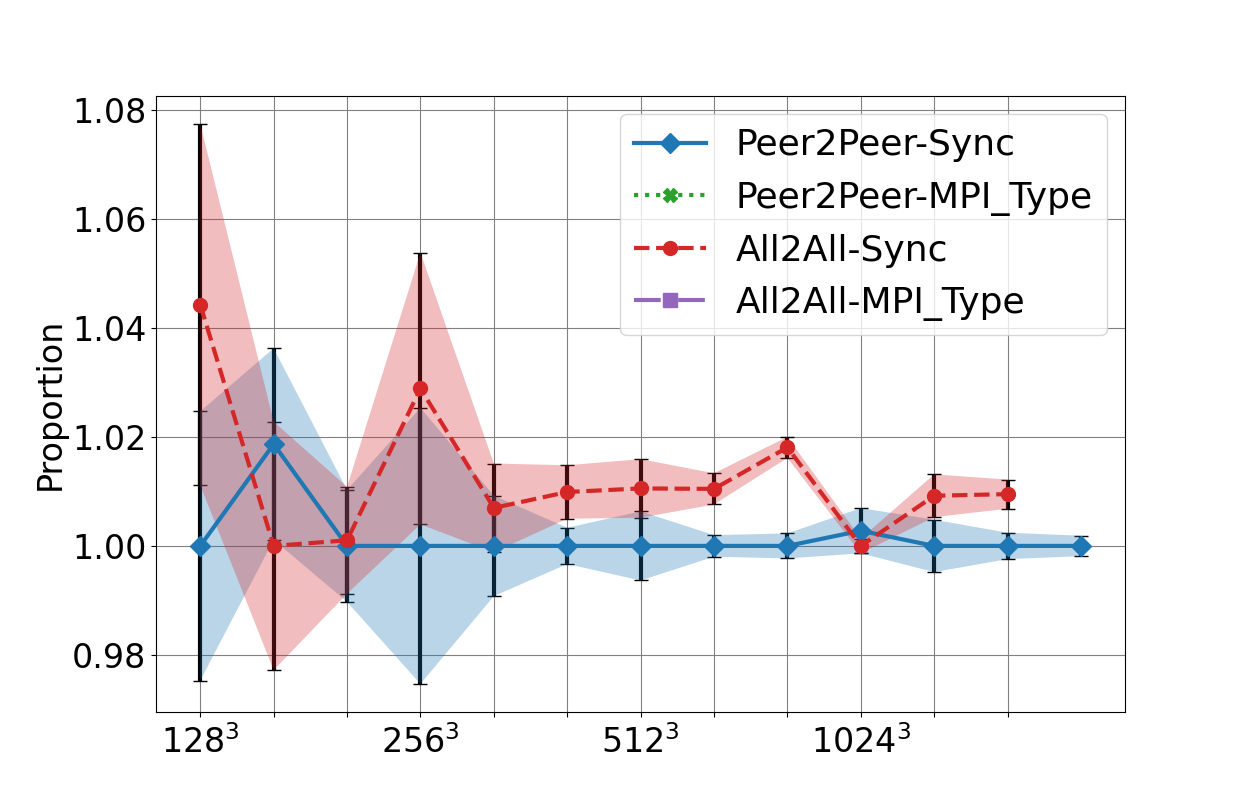 Proportion
1.08
1.06
1.04
1.02
1.00
0.98
128³
256³
512³
1024³
Peer2Peer-Sync
Peer2Peer-MPI_Type
All2All-Sync
All2All-MPI_Type